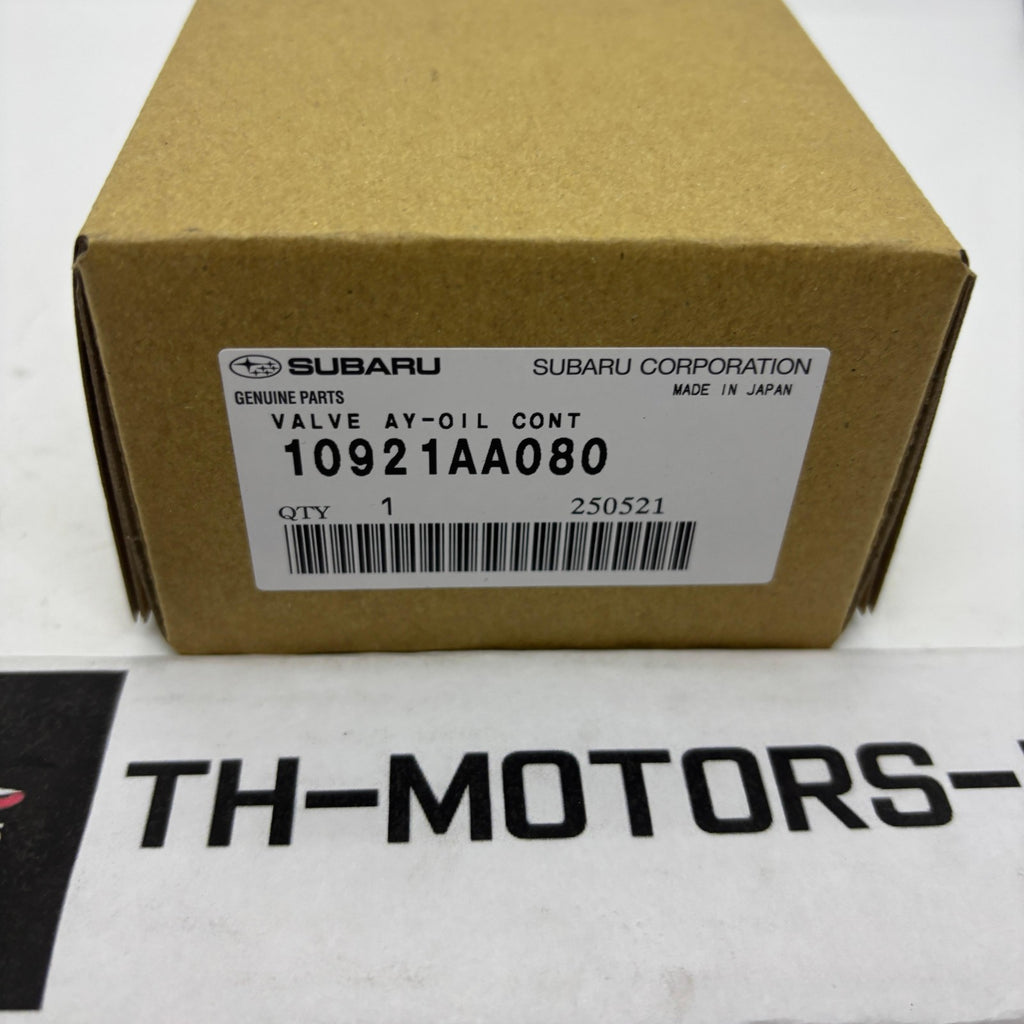 SUBARU SUBARU CORPORATION
GENUINE PARTS MADE IN JAPAN
VALVE AY-OIL CONT
10921AA080
QTY 1 250521
TH-MOTORS-